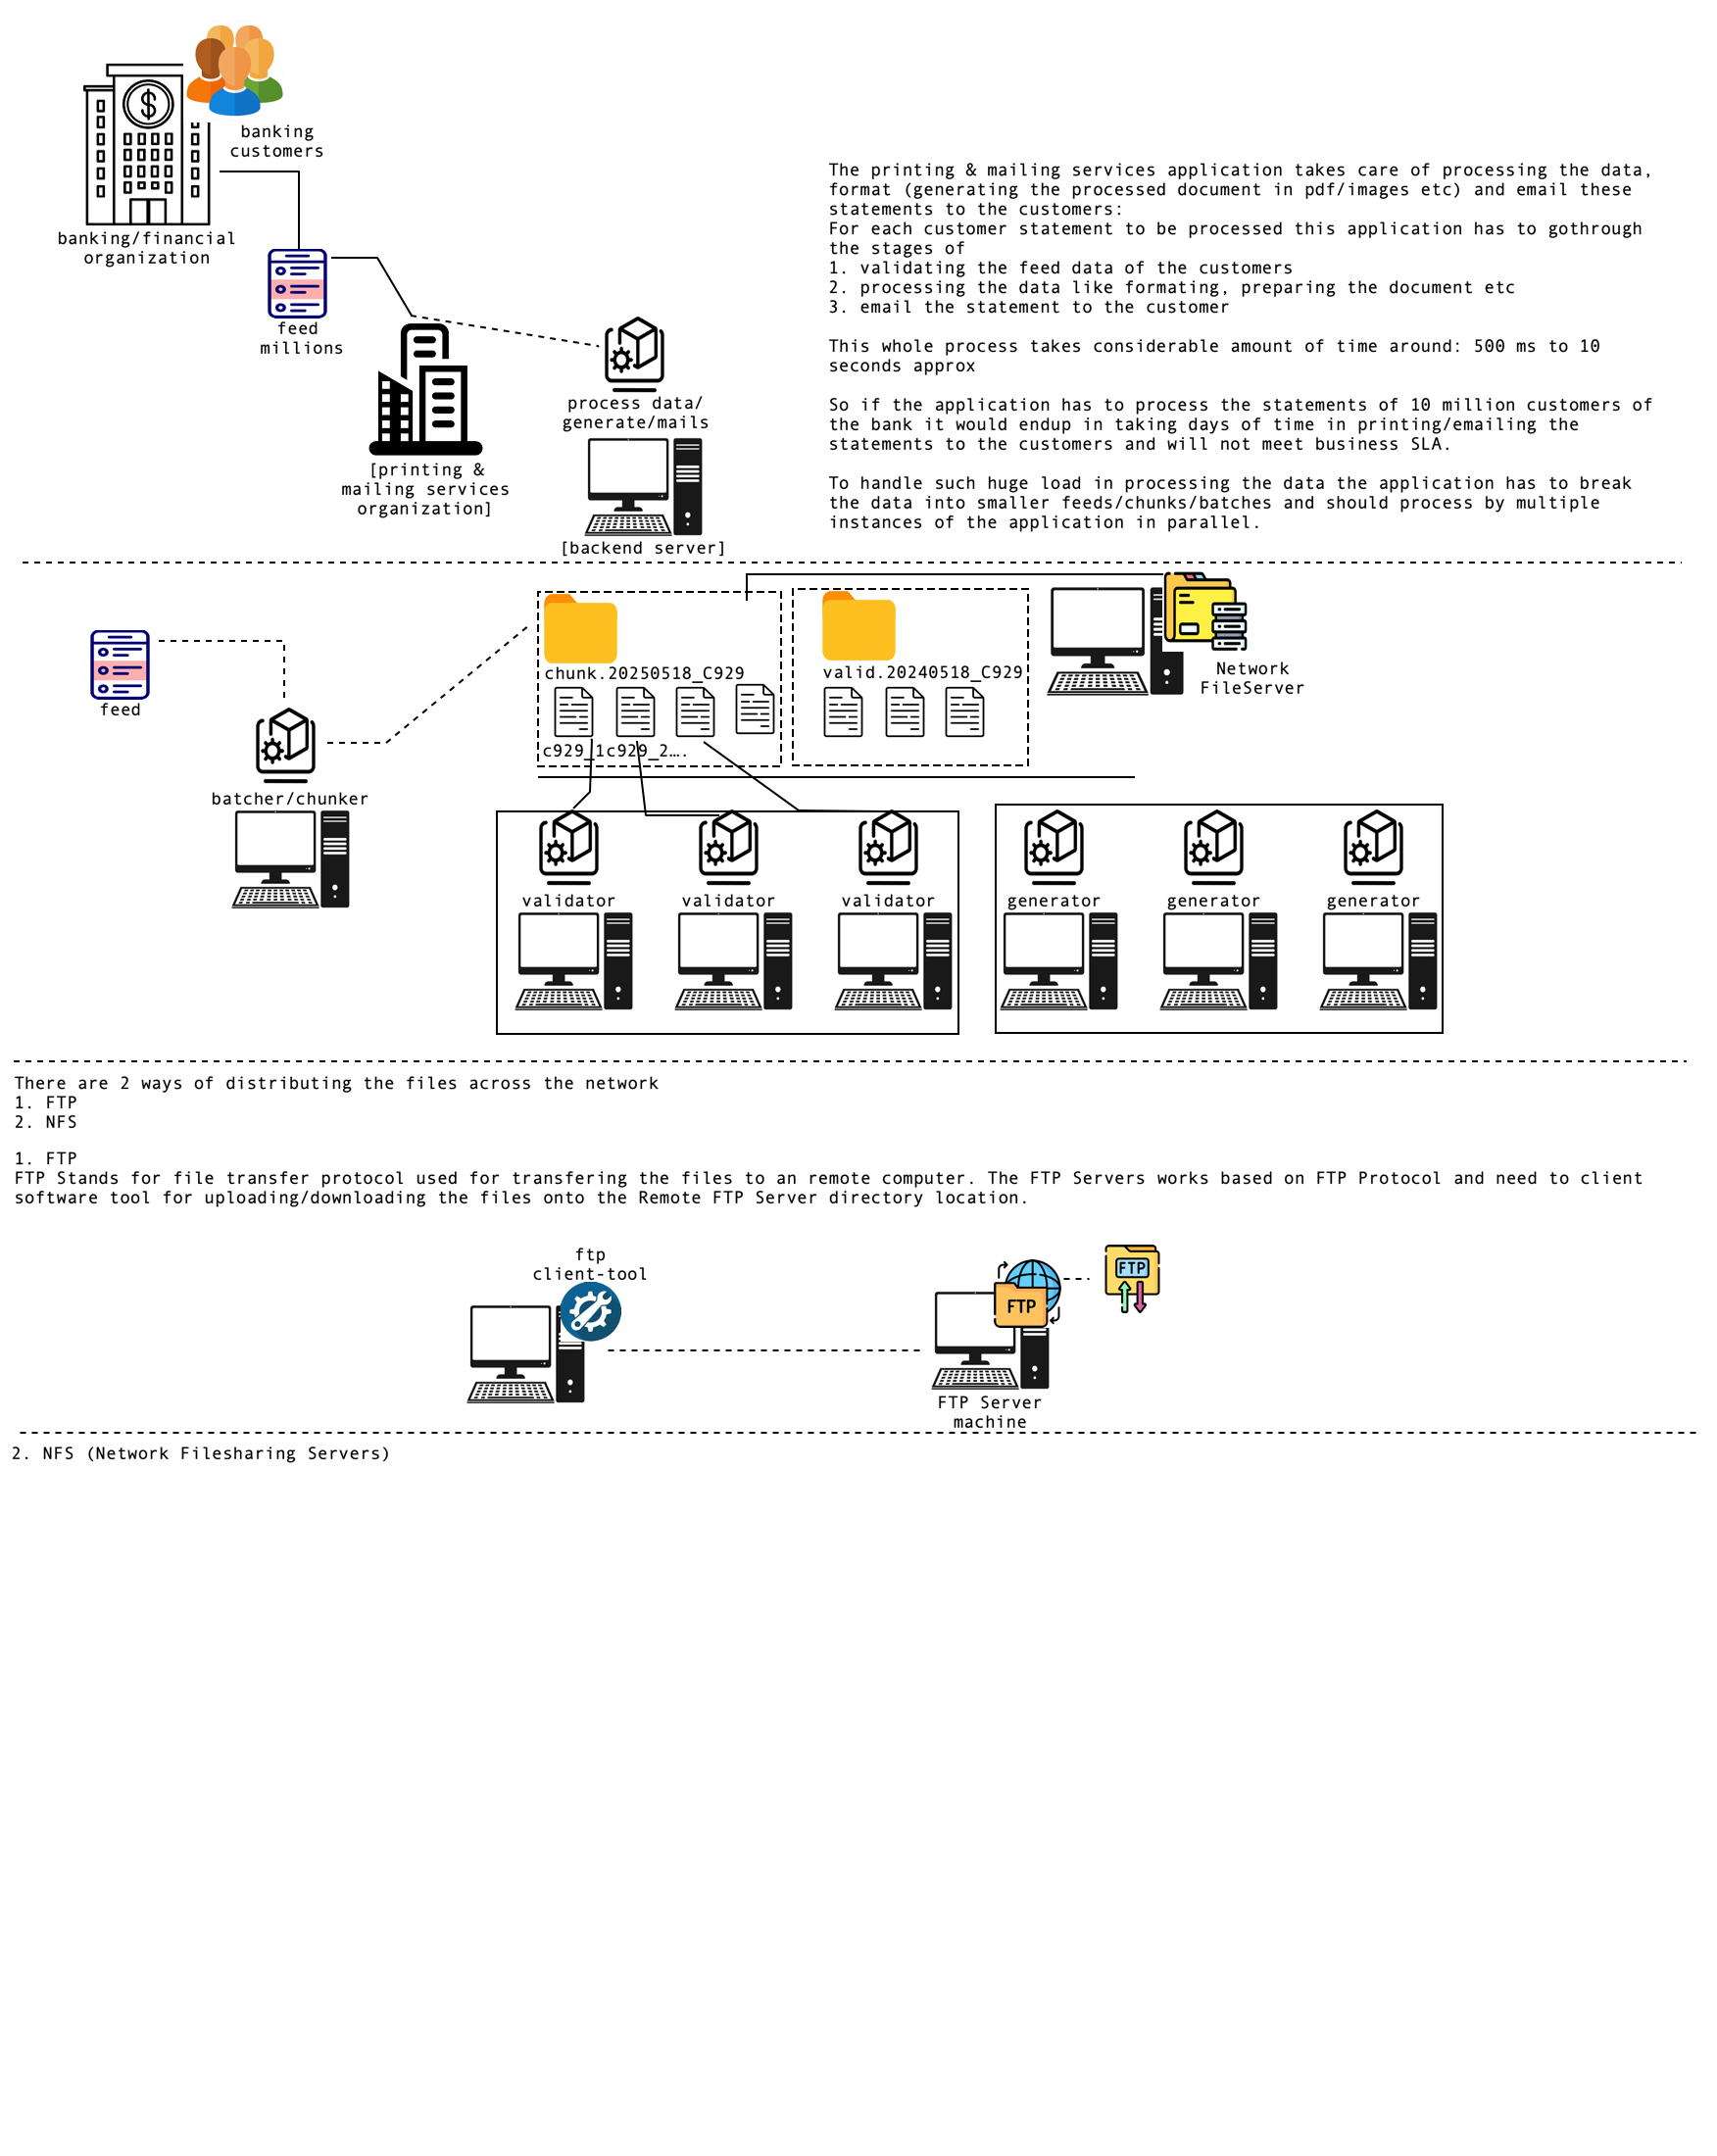 banking
customers
banking/financial
organization
feed
millions
[printing &
mailing services
organization]
process data/
generate/mails
[backend server]
The printing & mailing services application takes care of processing the data,
format (generating the processed document in pdf/images etc) and email these
statements to the customers:
For each customer statement to be processed this application has to gothrough
the stages of
1. validating the feed data of the customers
2. processing the data like formating, preparing the document etc
3. email the statement to the customer
This whole process takes considerable amount of time around: 500 ms to 10
seconds approx
So if the application has to process the statements of 10 million customers of
the bank it would endup in taking days of time in printing/emailing the
statements to the customers and will not meet business SLA.
To handle such huge load in processing the data the application has to break
the data into smaller feeds/chunks/batches and should process by multiple
instances of the application in parallel.
feed
batcher/chunker
chunk.20250518_C929
c929_1c929_2….
valid.20240518_C929
Network
FileServer
validator
validator
validator
generator
generator
generator
There are 2 ways of distributing the files across the network
1. FTP
2. NFS
1. FTP
FTP Stands for file transfer protocol used for transfering the files to an remote computer. The FTP Servers works based on FTP Protocol and need to client
software tool for uploading/downloading the files onto the Remote FTP Server directory location.
ftp
client-tool
FTP
FTP
FTP Server
machine
2. NFS (Network Filesharing Servers)